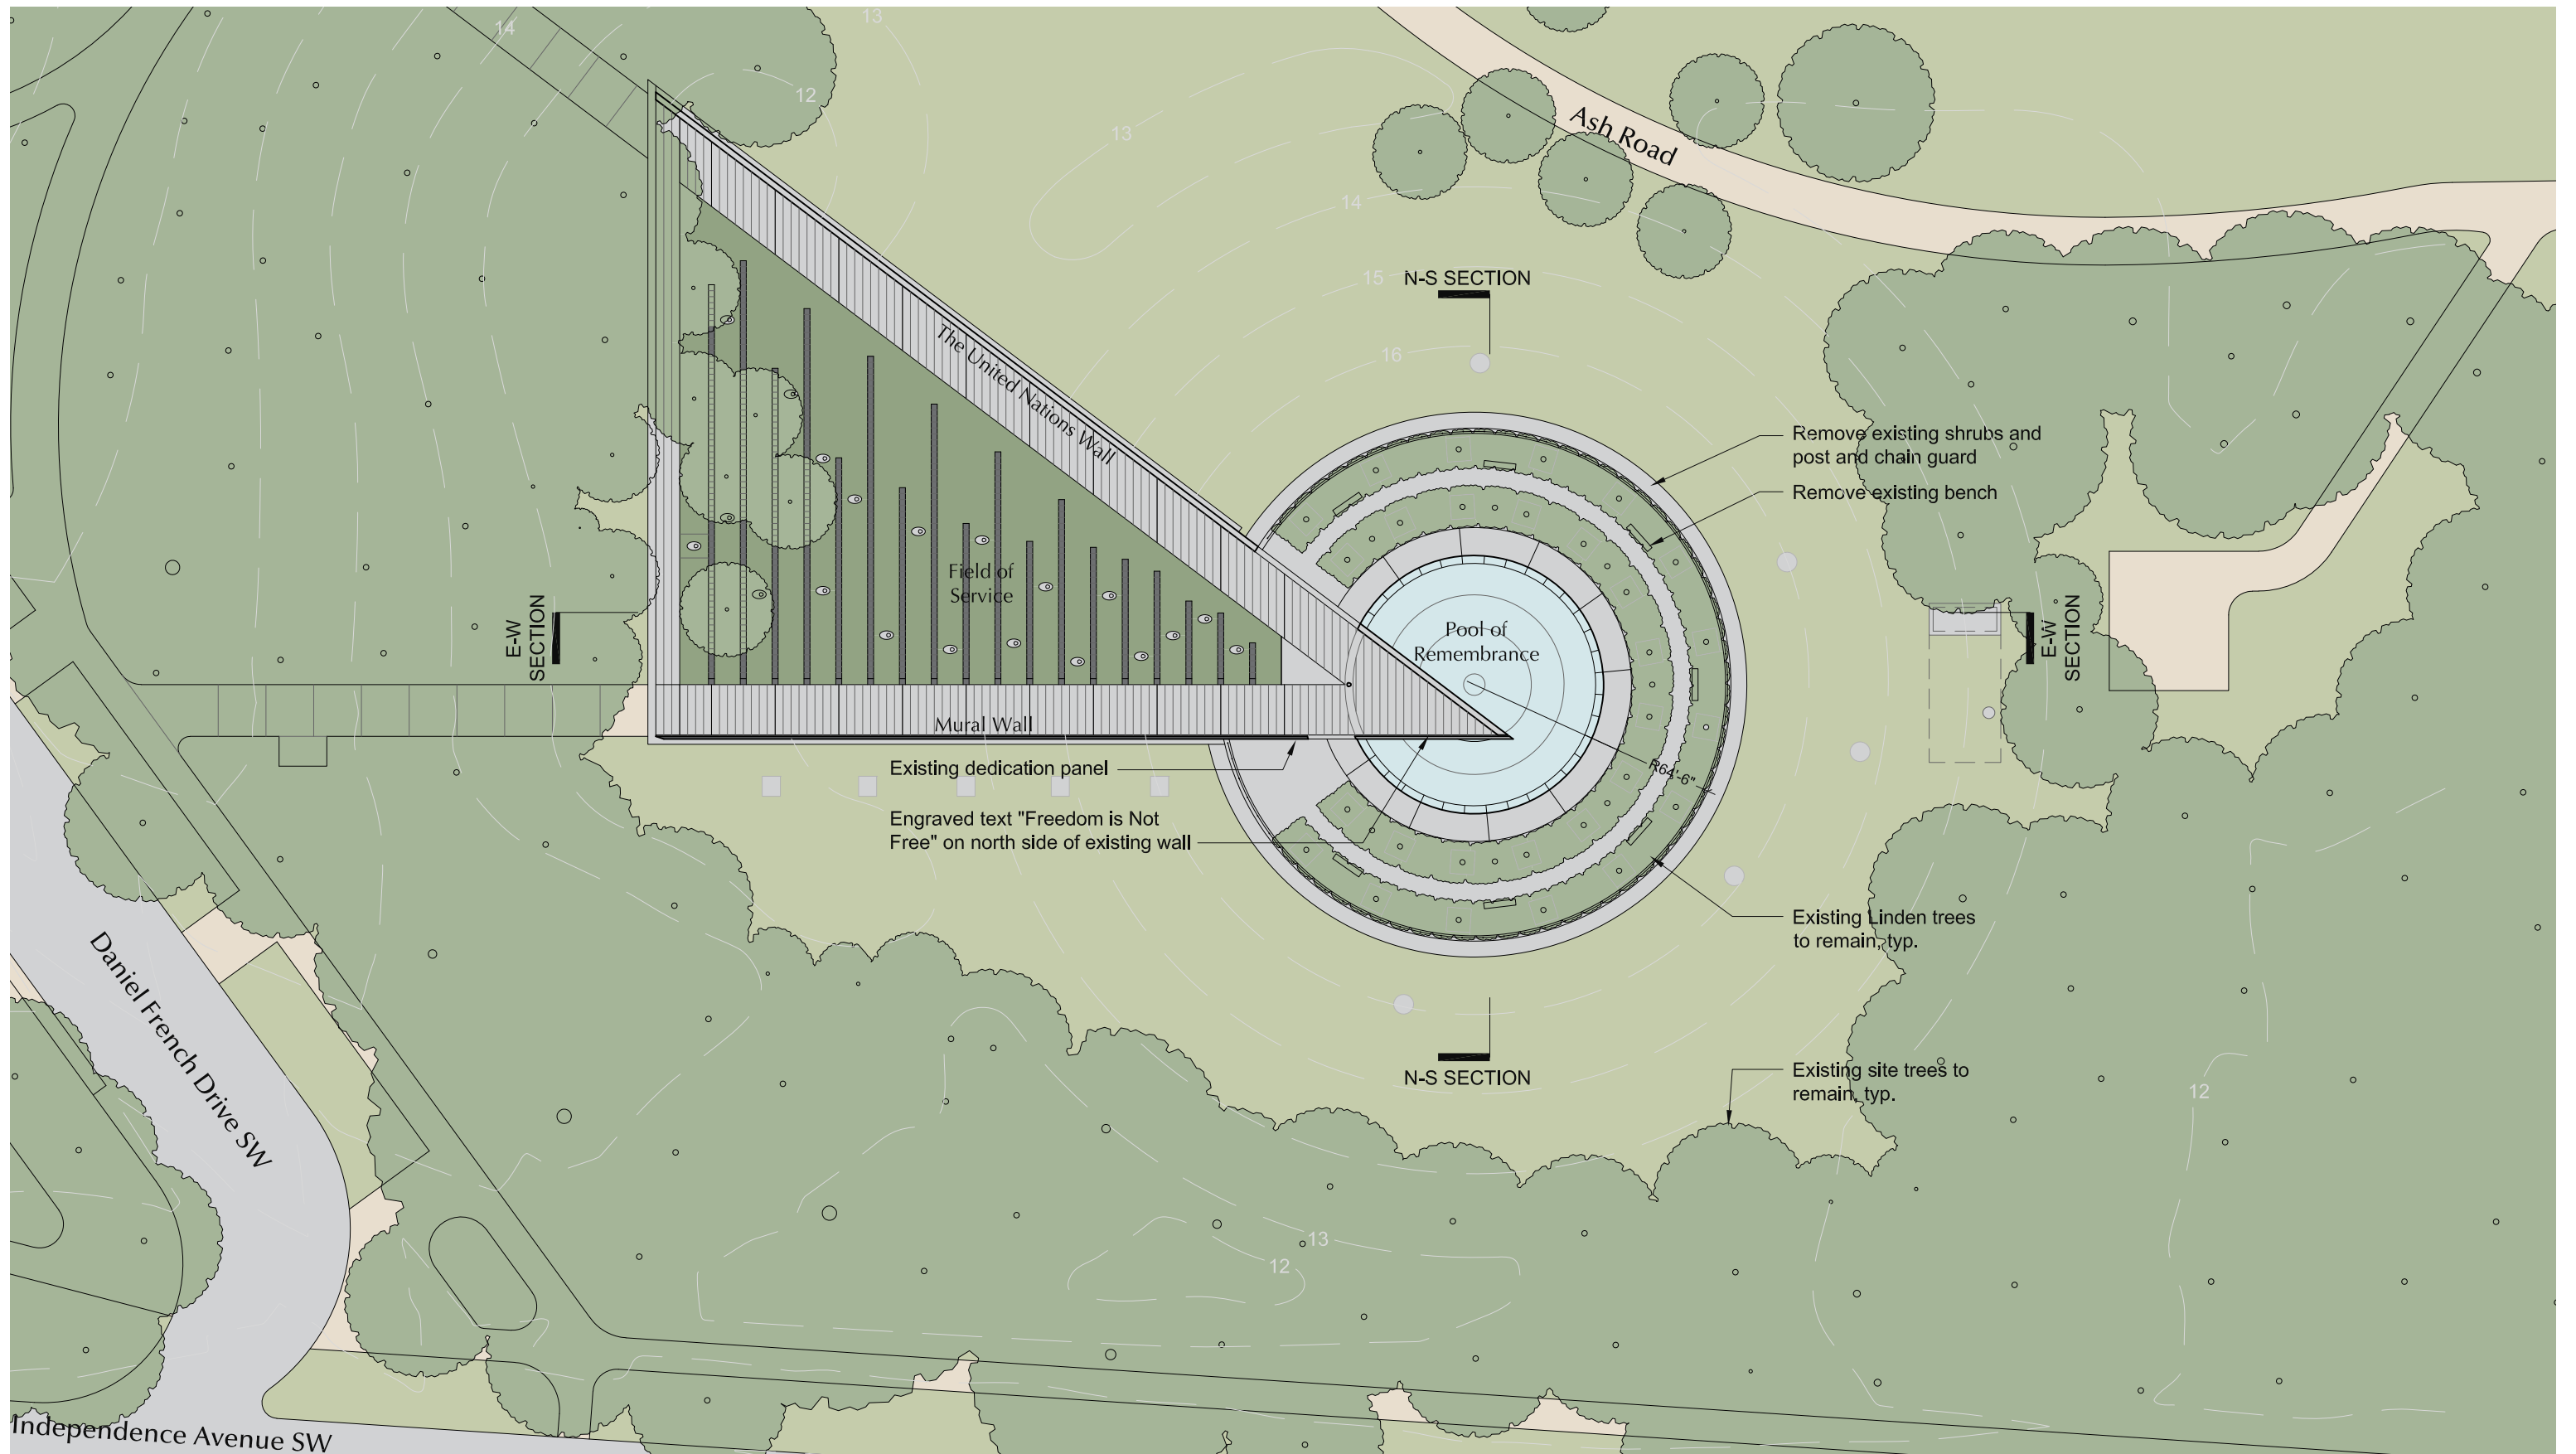 14
13
12
13
Ash Road
14
15
N-S SECTION
16
The United Nations Wall
Remove existing shrubs and
post and chain guard
Remove existing bench
Field of
Service
E-W
SECTION
Pool of
Remembrance
E-W
SECTION
Mural Wall
Existing dedication panel
R64'-6"
Engraved text "Freedom is Not
Free" on north side of existing wall
Existing Linden trees
to remain, typ.
Daniel French Drive SW
N-S SECTION
Existing site trees to
remain, typ.
12
13
12
Independence Avenue SW